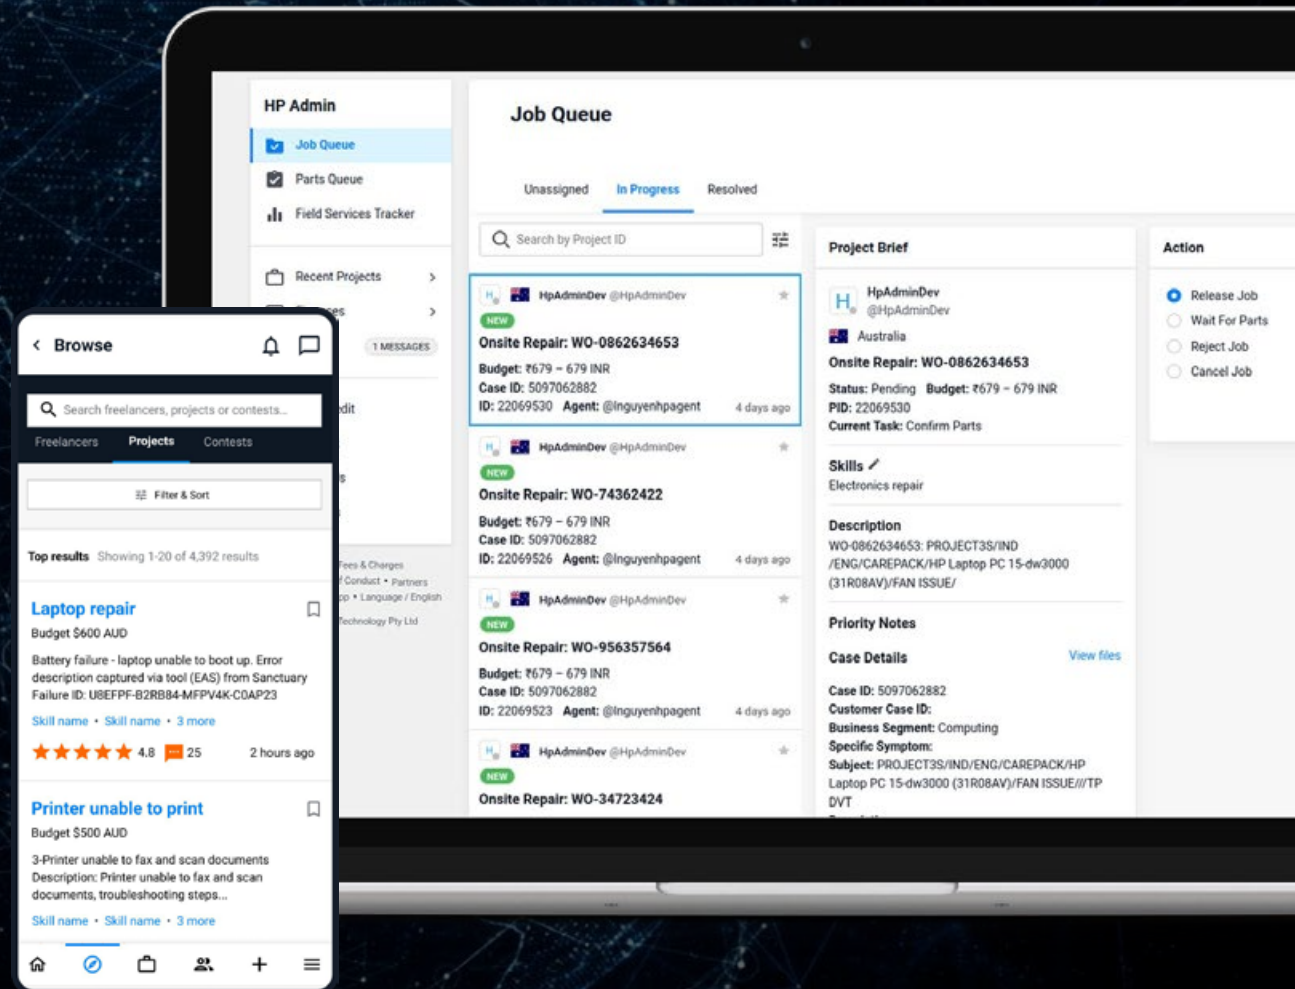 HP Admin
Job Queue
Parts Queue
Field Services Tracker
Recent Projects
1 MESSAGES
Fees & Charges
Conduct • Partners
• Language / English
Technology Pty Ltd
Job Queue
Unassigned In Progress Resolved
Search by Project ID
H HpAdminDev @HpAdminDev
NEW
Onsite Repair: WO-0862634653
Budget: ₹679 – 679 INR
Case ID: 5097062882
ID: 22069530 Agent: @lnguyenhpagent 4 days ago
H HpAdminDev @HpAdminDev
NEW
Onsite Repair: WO-74362422
Budget: ₹679 – 679 INR
Case ID: 5097062882
ID: 22069526 Agent: @lnguyenhpagent 4 days ago
H HpAdminDev @HpAdminDev
NEW
Onsite Repair: WO-956357564
Budget: ₹679 – 679 INR
Case ID: 5097062882
ID: 22069523 Agent: @lnguyenhpagent 4 days ago
H HpAdminDev @HpAdminDev
NEW
Onsite Repair: WO-34723424
Project Brief
H HpAdminDev
@HpAdminDev
Australia
Onsite Repair: WO-0862634653
Status: Pending Budget: ₹679 – 679 INR
PID: 22069530
Current Task: Confirm Parts
Skills
Electronics repair
Description
WO-0862634653: PROJECT3S/IND
/ENG/CAREPACK/HP Laptop PC 15-dw3000
(31R08AV)/FAN ISSUE/
Priority Notes
Case Details View files
Case ID: 5097062882
Customer Case ID:
Business Segment: Computing
Specific Symptom:
Subject: PROJECT3S/IND/ENG/CAREPACK/HP
Laptop PC 15-dw3000 (31R08AV)/FAN ISSUE///TP
DVT
Action
Release Job
Wait For Parts
Reject Job
Cancel Job
Browse
Search freelancers, projects or contests...
Freelancers Projects Contests
Filter & Sort
Top results Showing 1-20 of 4,392 results
Laptop repair
Budget $600 AUD
Battery failure - laptop unable to boot up. Error
description captured via tool (EAS) from Sanctuary
Failure ID: U8EFPF-B2RB84-MFPV4K-C0AP23
Skill name • Skill name • 3 more
4.8 25 2 hours ago
Printer unable to print
Budget $500 AUD
3-Printer unable to fax and scan documents
Description: Printer unable to fax and scan
documents, troubleshooting steps...
Skill name • Skill name • 3 more